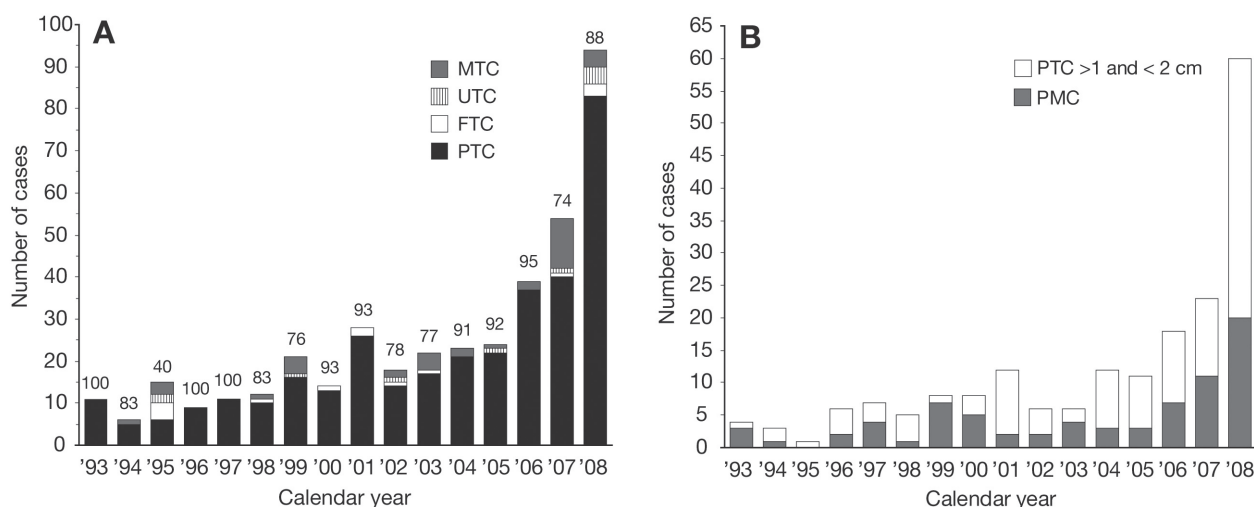 A
100
90
80
70
60
50
40
30
20
10
0
Number of cases
MTC
UTC
FTC
PTC
100
83
40
100
100
83
76
93
93
78
77
91
92
95
74
88
'93 '94 '95 '96 '97 '98 '99 '00 '01 '02 '03 '04 '05 '06 '07 '08
Calendar year
B
65
60
55
50
45
40
35
30
25
20
15
10
5
0
Number of cases
PTC >1 and < 2 cm
PMC
'93 '94 '95 '96 '97 '98 '99 '00 '01 '02 '03 '04 '05 '06 '07 '08
Calendar year